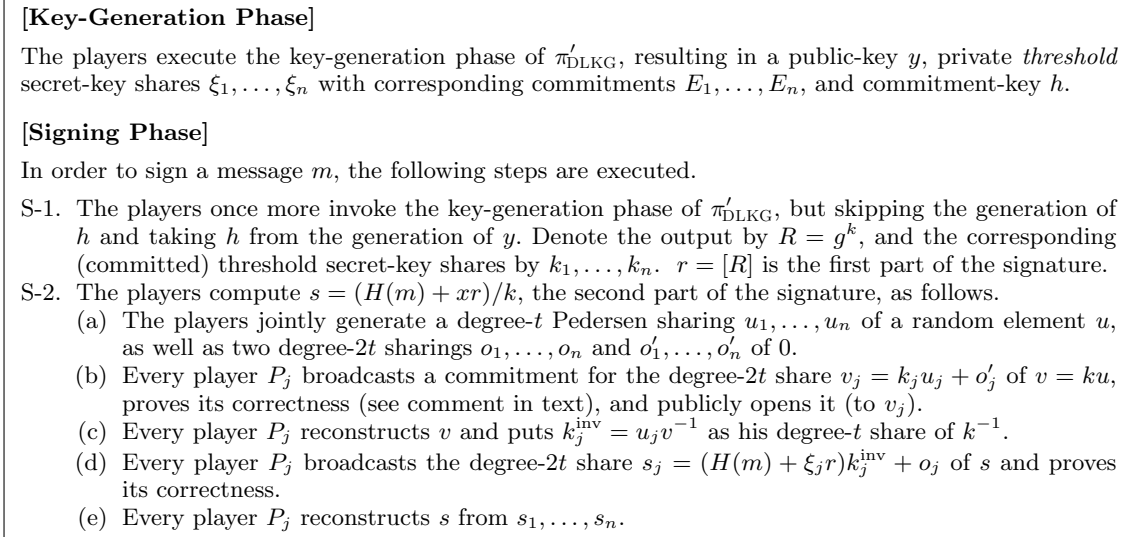 [Key-Generation Phase]
The players execute the key-generation phase of π′DLKG, resulting in a public-key y, private threshold
secret-key shares ξ1, . . . , ξn with corresponding commitments E1, . . . , En, and commitment-key h.
[Signing Phase]
In order to sign a message m, the following steps are executed.
S-1. The players once more invoke the key-generation phase of π′DLKG, but skipping the generation of
h and taking h from the generation of y. Denote the output by R = g^k, and the corresponding
(committed) threshold secret-key shares by k1, . . . , kn. r = [R] is the first part of the signature.
S-2. The players compute s = (H(m) + xr)/k, the second part of the signature, as follows.
(a) The players jointly generate a degree-t Pedersen sharing u1, . . . , un of a random element u,
as well as two degree-2t sharings o1, . . . , on and o′1, . . . , o′n of 0.
(b) Every player Pj broadcasts a commitment for the degree-2t share vj = kjuj + o′j of v = ku,
proves its correctness (see comment in text), and publicly opens it (to vj).
(c) Every player Pj reconstructs v and puts kj^inv = ujv^−1 as his degree-t share of k^−1.
(d) Every player Pj broadcasts the degree-2t share sj = (H(m) + ξjr)kj^inv + oj of s and proves
its correctness.
(e) Every player Pj reconstructs s from s1, . . . , sn.